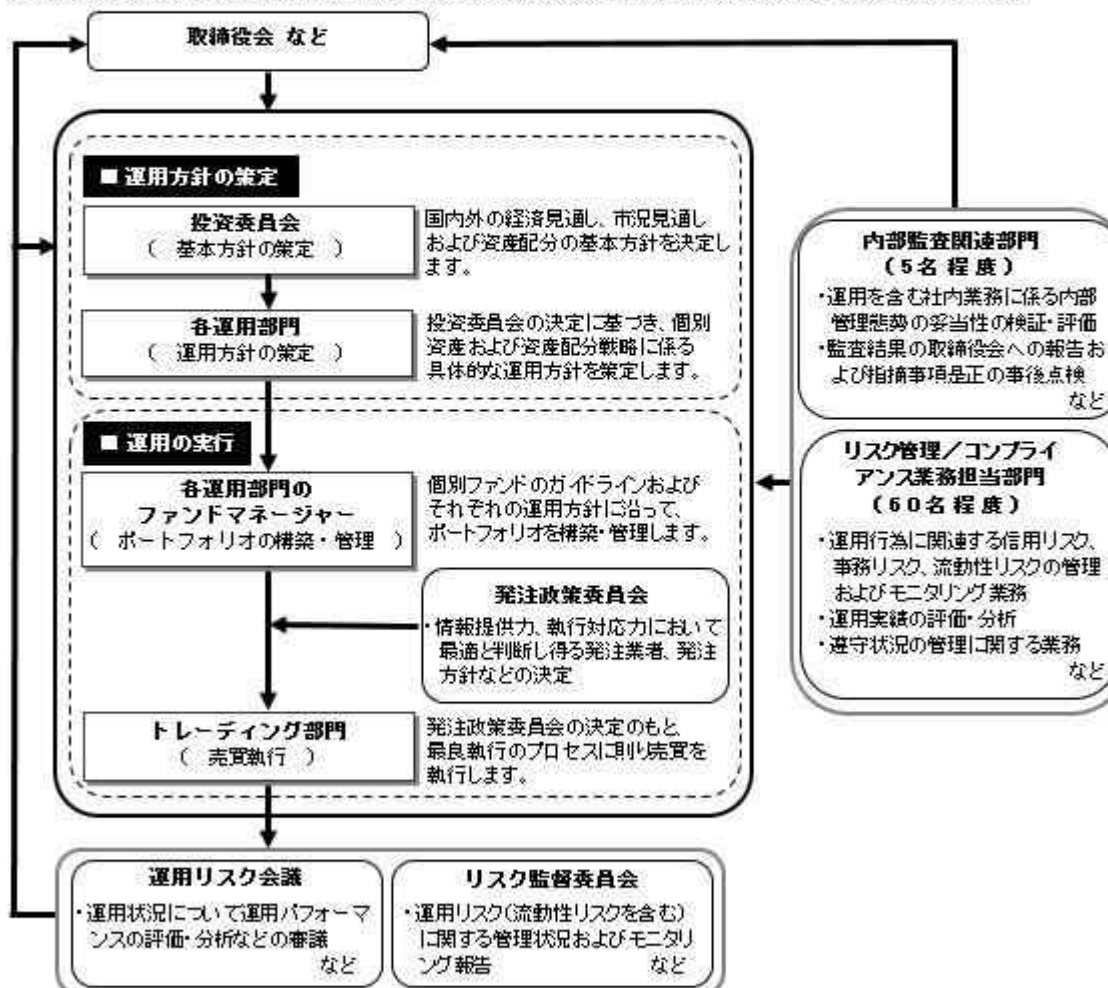 取締役会 など
■ 運用方針の策定
投資委員会
( 基本方針の策定 )
国内外の経済見通し、市況見通し
および資産配分の基本方針を決定し
ます。
各運用部門
( 運用方針の策定 )
投資委員会の決定に基づき、個別
資産および資産配分戦略に係る
具体的な運用方針を策定します。
■ 運用の実行
各運用部門の
ファンドマネージャー
( ポートフォリオの構築・管理 )
個別ファンドのガイドラインおよび
それぞれの運用方針に沿って、
ポートフォリオを構築・管理します。
発注政策委員会
・情報提供力、執行対応力において
最適と判断し得る発注業者、発注
方針などの決定
トレーディング部門
( 売買執行 )
発注政策委員会の決定のもと
最良執行のプロセスに則り売買を
執行します。
内部監査関連部門
(5名程度)
・運用を含む社内業務に係る内部
管理態勢の妥当性の検証・評価
・監査結果の取締役会への報告お
よび指摘事項是正の事後点検
など
リスク管理/コンプライ
アンス業務担当部門
(60名程度)
・運用行為に関連する信用リスク、
事務リスク、流動性リスクの管理
およびモニタリング業務
・運用実績の評価・分析
・遵守状況の管理に関する業務
など
運用リスク会議
・運用状況について運用パフォーマ
ンスの評価・分析などの審議
など
リスク監督委員会
・運用リスク(流動性リスクを含む)
に関する管理状況およびモニタリ
ング報告 など